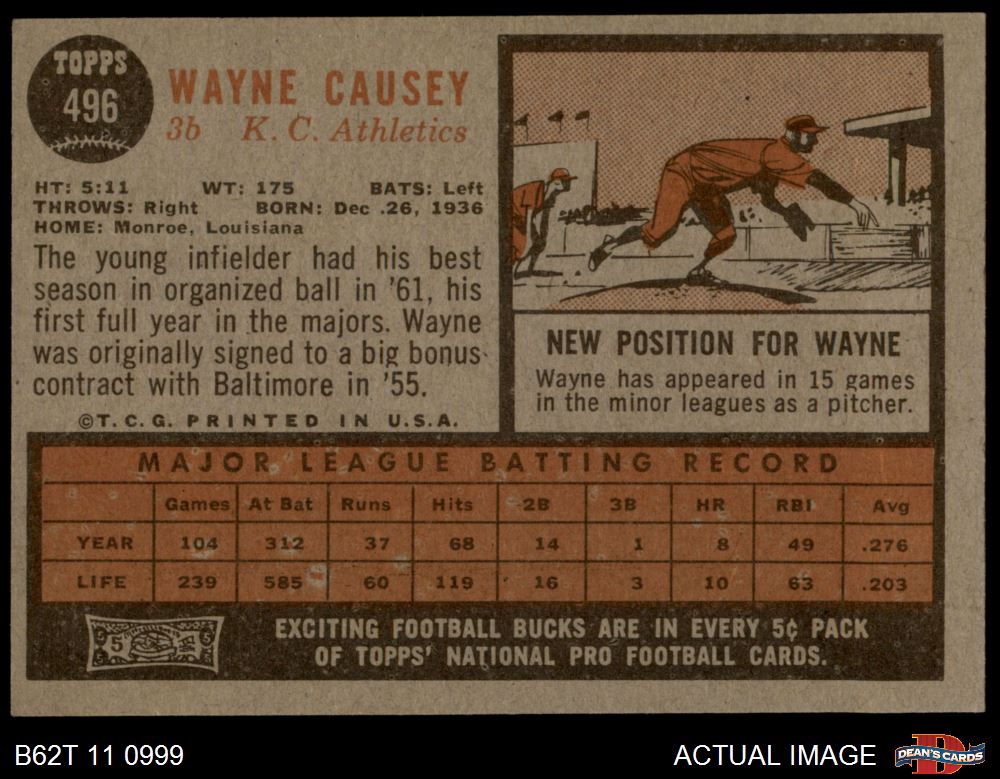 TOPPS
496
WAYNE CAUSEY
3b K. C. Athletics
HT: 5:11 WT: 175 BATS: Left
THROWS: Right BORN: Dec .26, 1936
HOME: Monroe, Louisiana
The young infielder had his best
season in organized ball in '61, his
first full year in the majors. Wayne
was originally signed to a big bonus
contract with Baltimore in '55.
©T. C. G. PRINTED IN U.S.A.
NEW POSITION FOR WAYNE
Wayne has appeared in 15 games
in the minor leagues as a pitcher.
MAJOR LEAGUE BATTING RECORD
Games At Bat Runs Hits 2B 3B HR RBI Avg
YEAR 104 312 37 68 14 1 8 49 .276
LIFE 239 585 60 119 16 3 10 63 .203
5
EXCITING FOOTBALL BUCKS ARE IN EVERY 5¢ PACK
OF TOPPS' NATIONAL PRO FOOTBALL CARDS.
B62T 11 0999
ACTUAL IMAGE
DEAN'S CARDS